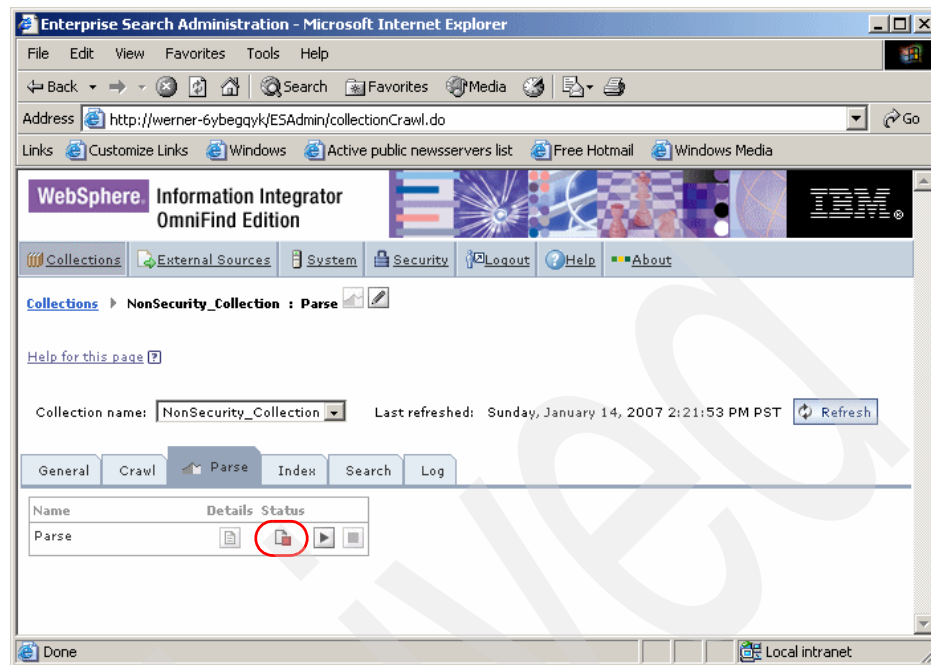 Enterprise Search Administration - Microsoft Internet Explorer
File Edit View Favorites Tools Help
Back Search Favorites Media
Address http://werner-6ybegqyk/ESAdmin/collectionCrawl.do Go
Links Customize Links Windows Active public newsservers list Free Hotmail Windows Media
WebSphere. Information Integrator
OmniFind Edition
IBM®
Collections External Sources System Security Logout Help About
Collections NonSecurity_Collection : Parse
Help for this page ?
Collection name: NonSecurity_Collection Last refreshed: Sunday, January 14, 2007 2:21:53 PM PST Refresh
General Crawl Parse Index Search Log
Name Details Status
Parse
Done Local intranet